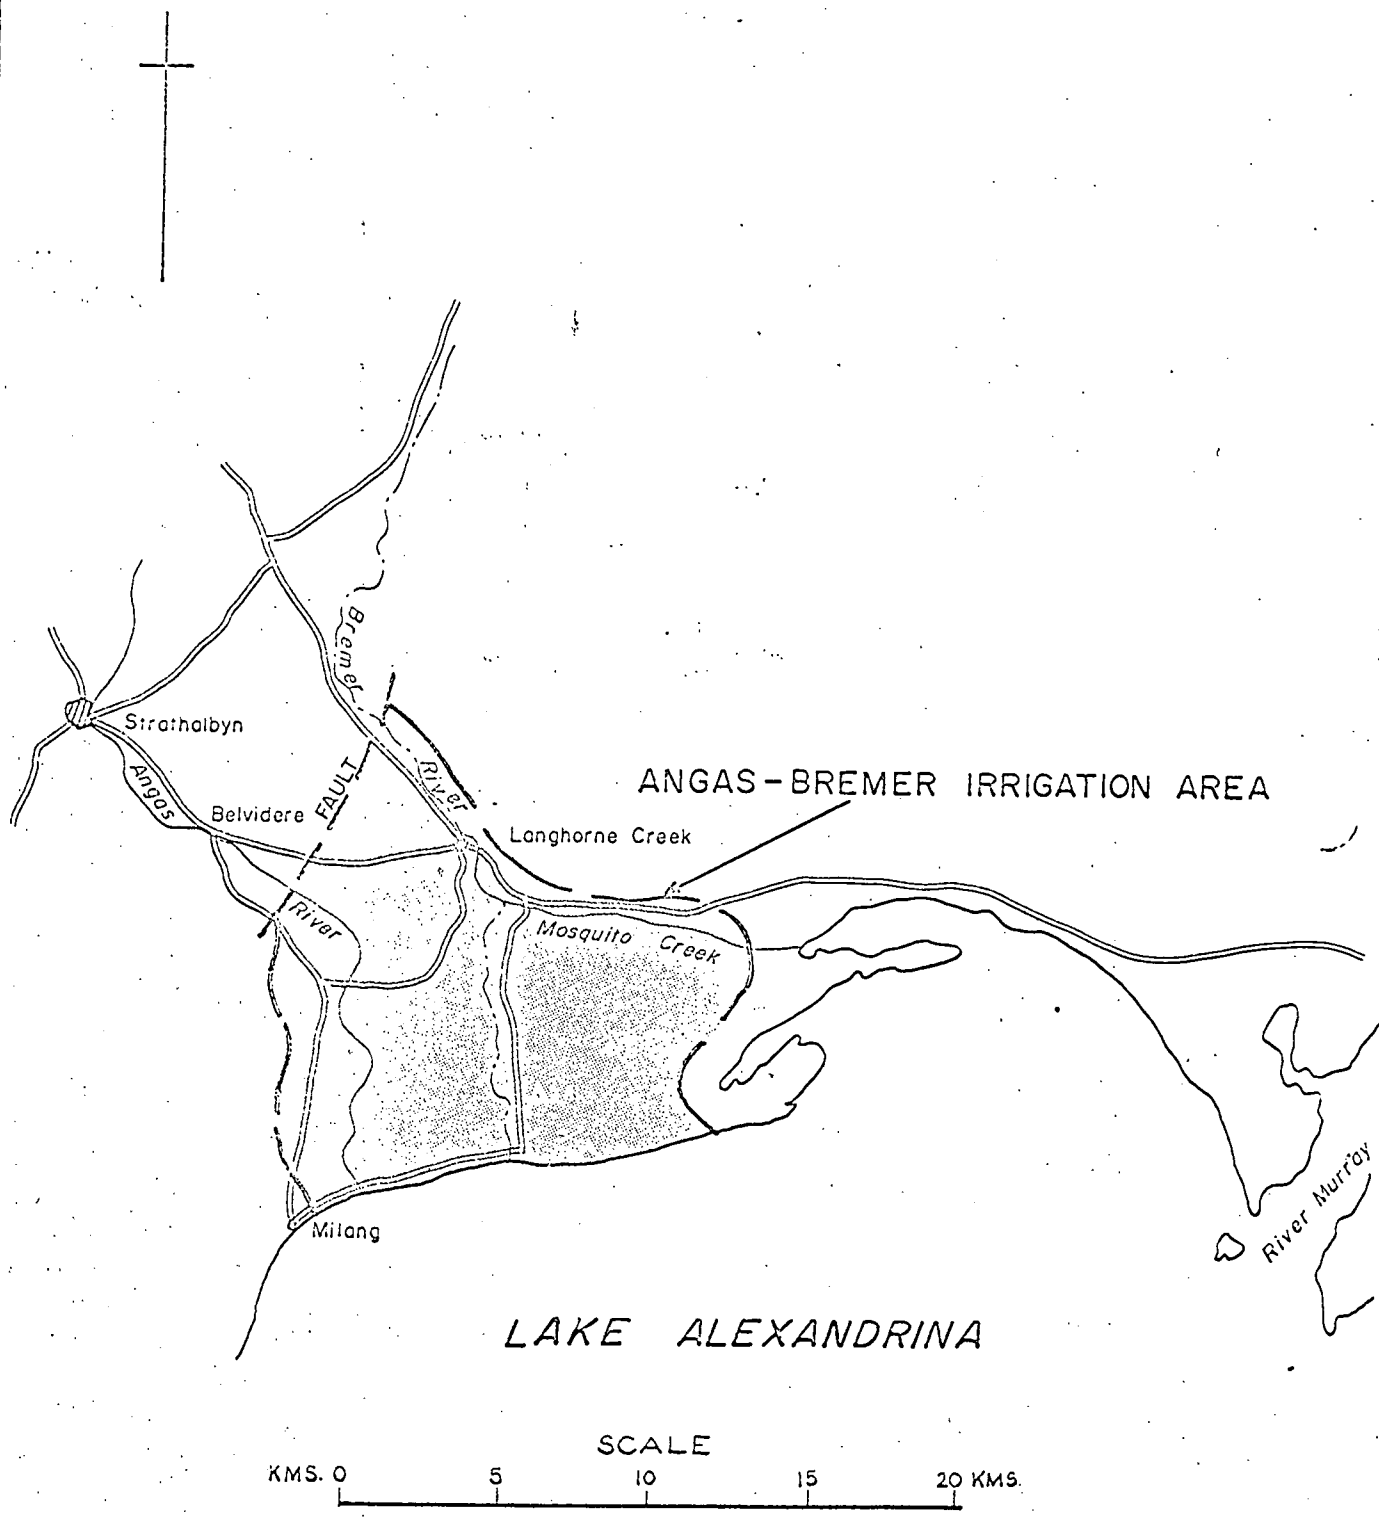 Bremer
River
Strathalbyn
Angas
Belvidere
FAULT
ANGAS-BREMER IRRIGATION AREA
Langhorne Creek
River
Mosquito Creek
River Murray
Milang
LAKE ALEXANDRINA
SCALE
KMS. 0 5 10 15 20 KMS.